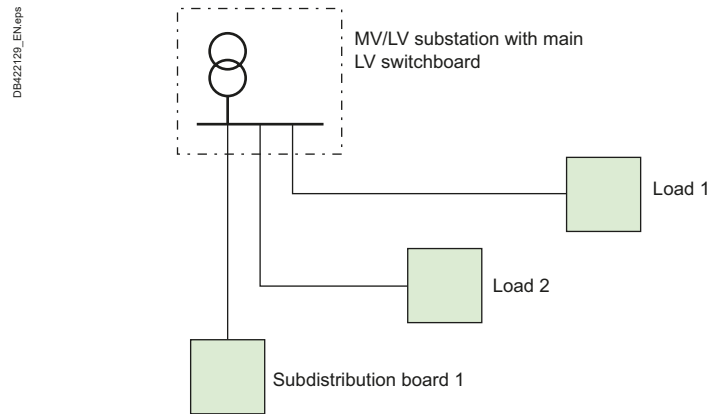 DB422129_EN.eps
MV/LV substation with main
LV switchboard
Load 1
Load 2
Subdistribution board 1